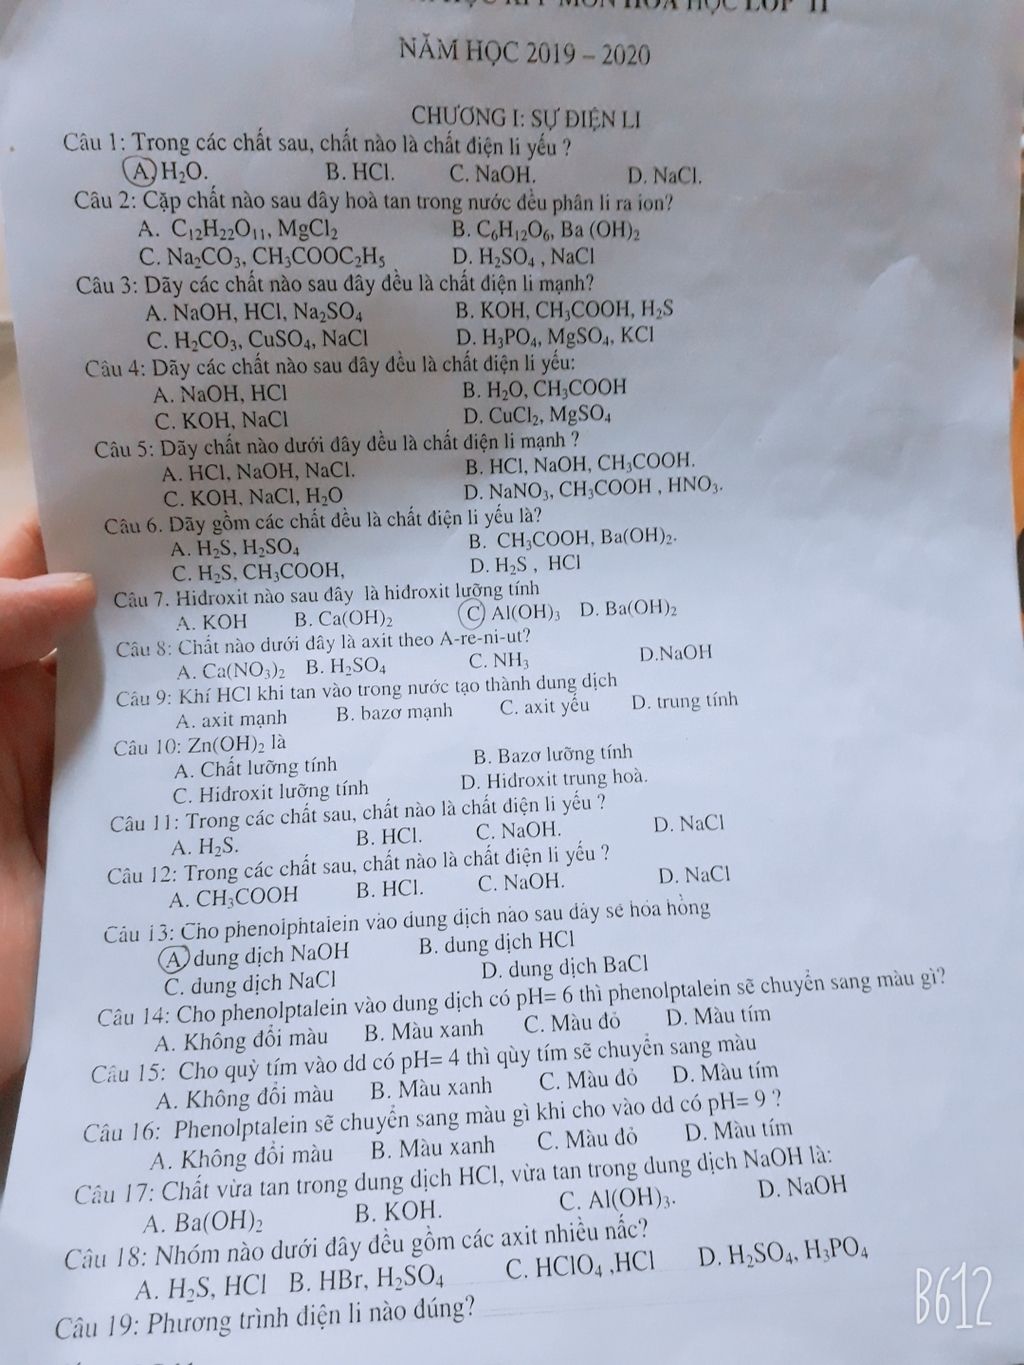 MÔN HÓA HỌC LỚP 11
NĂM HỌC 2019 – 2020
CHƯƠNG I: SỰ ĐIỆN LI
Câu 1: Trong các chất sau, chất nào là chất điện li yếu ?
A. H₂O. B. HCl. C. NaOH. D. NaCl.
Câu 2: Cặp chất nào sau đây hoà tan trong nước đều phân li ra ion?
A. C₁₂H₂₂O₁₁, MgCl₂ B. C₆H₁₂O₆, Ba (OH)₂
C. Na₂CO₃, CH₃COOC₂H₅ D. H₂SO₄ , NaCl
Câu 3: Dãy các chất nào sau đây đều là chất điện li mạnh?
A. NaOH, HCl, Na₂SO₄ B. KOH, CH₃COOH, H₂S
C. H₂CO₃, CuSO₄, NaCl D. H₃PO₄, MgSO₄, KCl
Câu 4: Dãy các chất nào sau đây đều là chất điện li yếu:
A. NaOH, HCl B. H₂O, CH₃COOH
C. KOH, NaCl D. CuCl₂, MgSO₄
Câu 5: Dãy chất nào dưới đây đều là chất điện li mạnh ?
A. HCl, NaOH, NaCl. B. HCl, NaOH, CH₃COOH.
C. KOH, NaCl, H₂O D. NaNO₃, CH₃COOH , HNO₃.
Câu 6. Dãy gồm các chất đều là chất điện li yếu là?
A. H₂S, H₂SO₄ B. CH₃COOH, Ba(OH)₂.
C. H₂S, CH₃COOH, D. H₂S , HCl
Câu 7. Hiđroxit nào sau đây là hiđroxit lưỡng tính
A. KOH B. Ca(OH)₂ C Al(OH)₃ D. Ba(OH)₂
Câu 8: Chất nào dưới đây là axit theo A-rê-ni-ut?
A. Ca(NO₃)₂ B. H₂SO₄ C. NH₃ D.NaOH
Câu 9: Khí HCl khi tan vào trong nước tạo thành dung dịch
A. axit mạnh B. bazơ mạnh C. axit yếu D. trung tính
Câu 10: Zn(OH)₂ là
A. Chất lưỡng tính B. Bazơ lưỡng tính
C. Hiđroxit lưỡng tính D. Hiđroxit trung hoà.
Câu 11: Trong các chất sau, chất nào là chất điện li yếu ?
A. H₂S. B. HCl. C. NaOH. D. NaCl
Câu 12: Trong các chất sau, chất nào là chất điện li yếu ?
A. CH₃COOH B. HCl. C. NaOH. D. NaCl
Câu 13: Cho phenolphtalein vào dung dịch nào sau đây sẽ hóa hồng
A dung dịch NaOH B. dung dịch HCl
C. dung dịch NaCl D. dung dịch BaCl
Câu 14: Cho phenolptalein vào dung dịch có pH= 6 thì phenolptalein sẽ chuyển sang màu gì?
A. Không đổi màu B. Màu xanh C. Màu đỏ D. Màu tím
Câu 15: Cho quỳ tím vào dd có pH= 4 thì qùy tím sẽ chuyển sang màu
A. Không đổi màu B. Màu xanh C. Màu đỏ D. Màu tím
Câu 16: Phenolptalein sẽ chuyển sang màu gì khi cho vào dd có pH= 9 ?
A. Không đổi màu B. Màu xanh C. Màu đỏ D. Màu tím
Câu 17: Chất vừa tan trong dung dịch HCl, vừa tan trong dung dịch NaOH là:
A. Ba(OH)₂ B. KOH. C. Al(OH)₃. D. NaOH
Câu 18: Nhóm nào dưới đây đều gồm các axit nhiều nấc?
A. H₂S, HCl B. HBr, H₂SO₄ C. HClO₄ ,HCl D. H₂SO₄, H₃PO₄
Câu 19: Phương trình điện li nào đúng?
B612